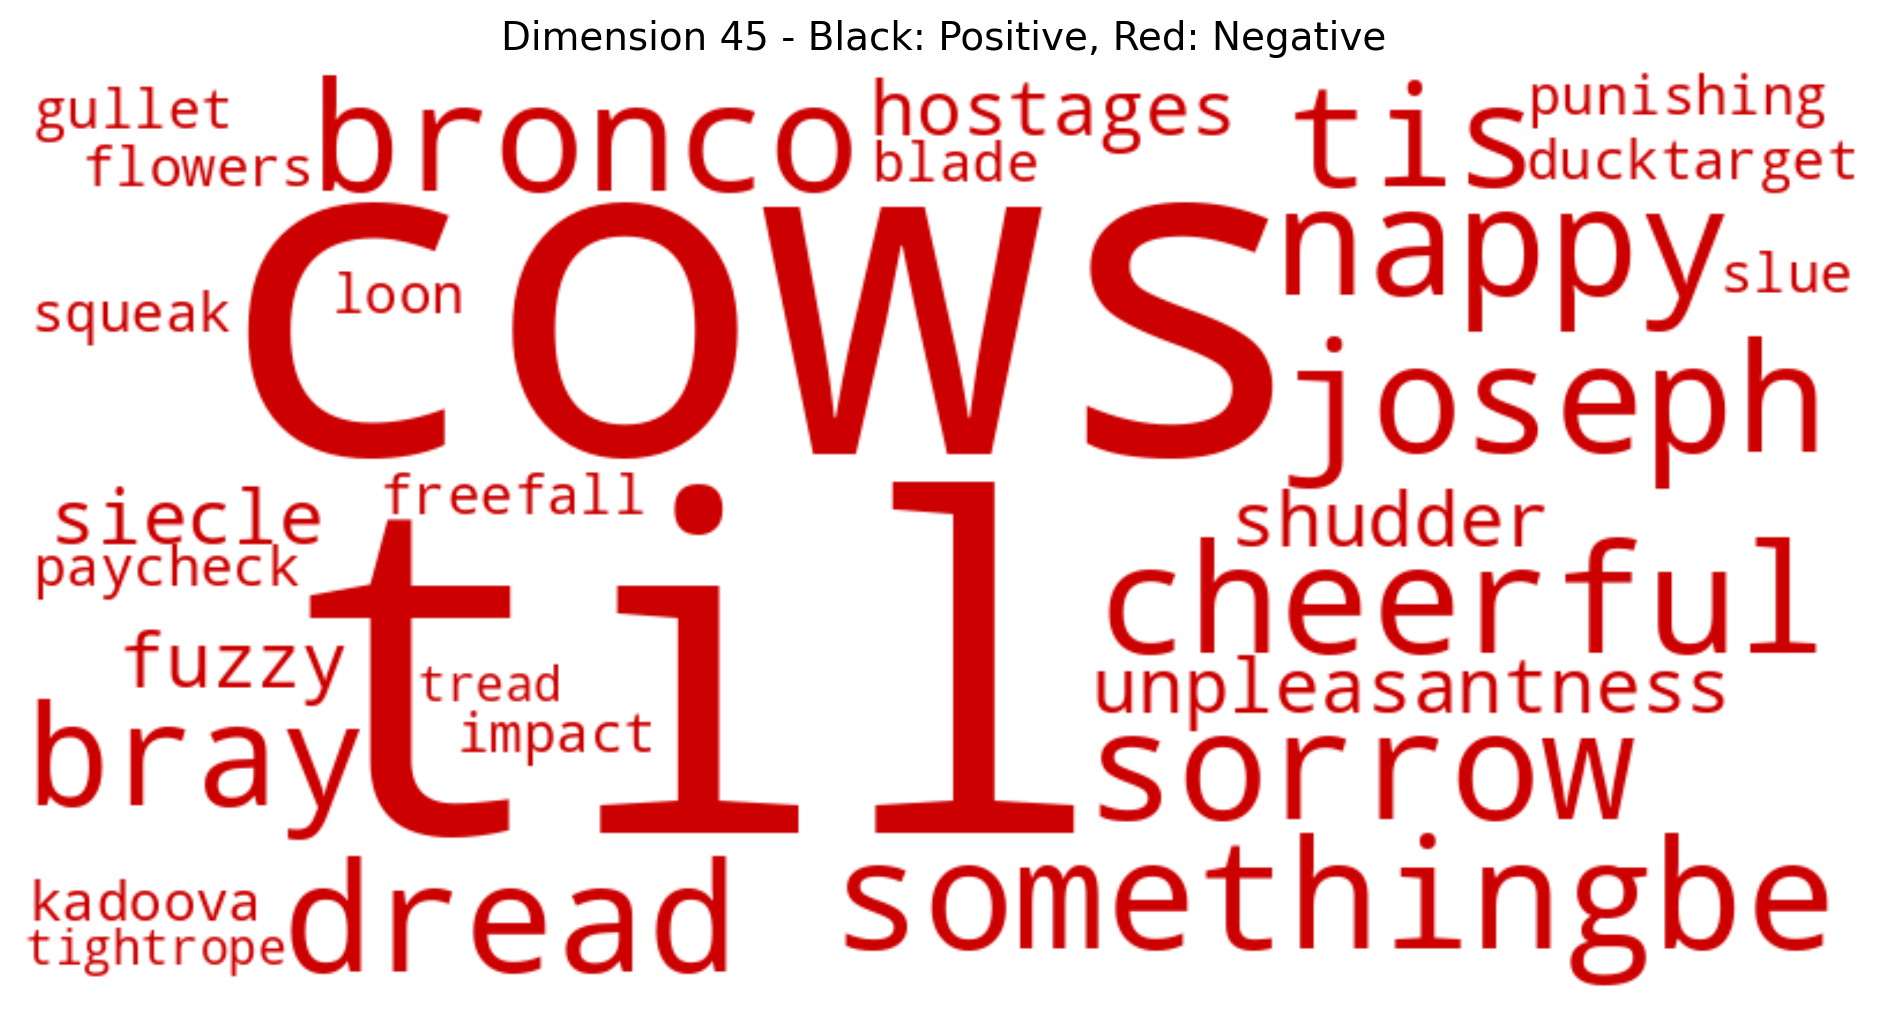 Dimension 45 - Black: Positive, Red: Negative
gullet
bronco
hostages
tis
punishing
flowers
blade
ducktarget
cows
nappy
slue
squeak
loon
joseph
siecle
freefall
shudder
paycheck
til
cheerful
fuzzy
tread
unpleasantness
bray
impact
sorrow
kadoova
dread
somethingbe
tightrope